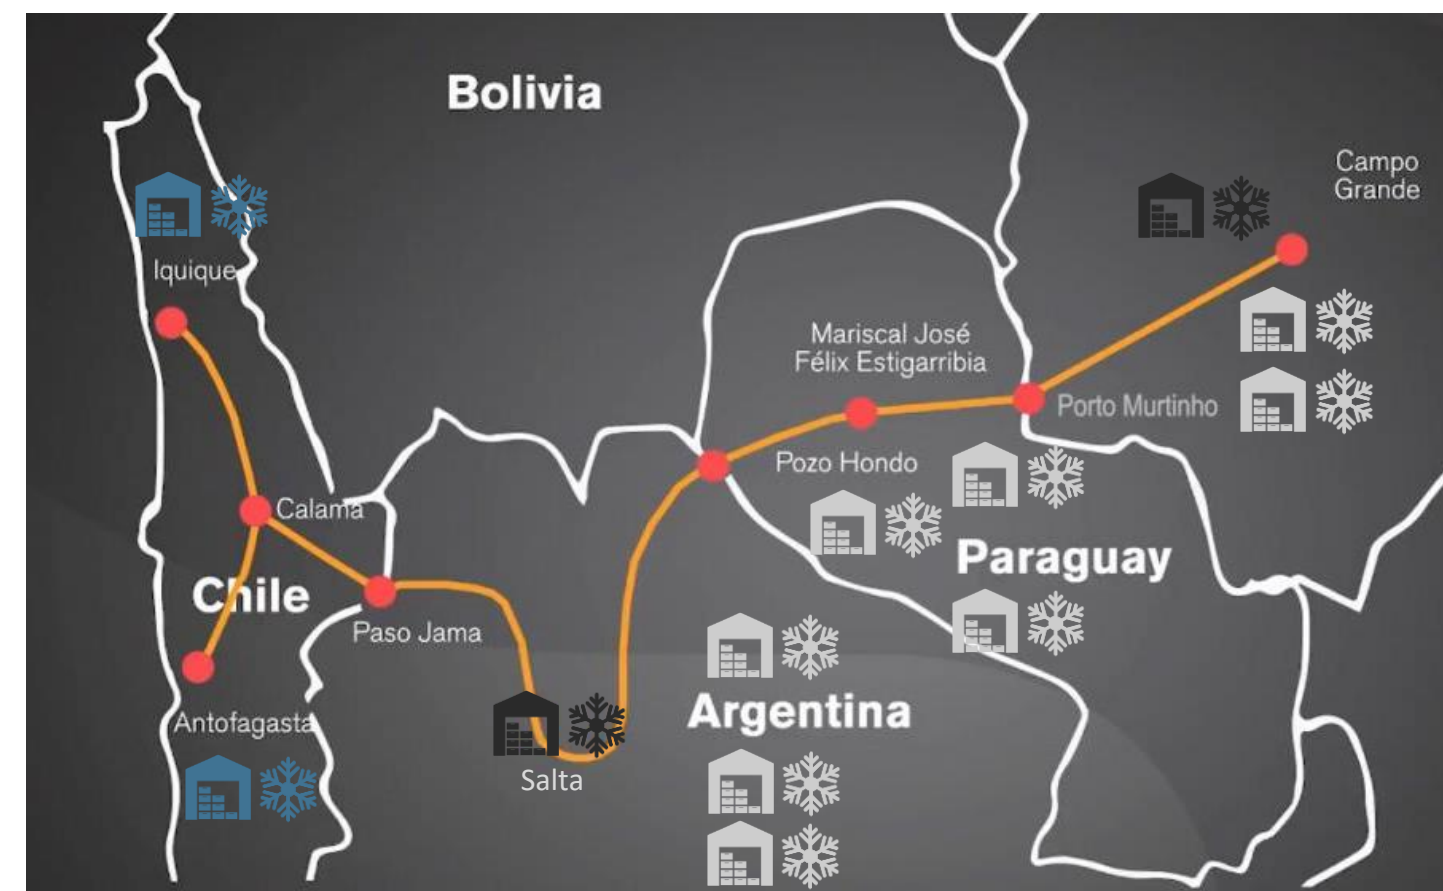 Bolivia
Campo
Grande
Iquique
Mariscal José
Félix Estigarribia
Porto Murtinho
Pozo Hondo
Calama
Paraguay
Chile
Paso Jama
Argentina
Antofagasta
Salta